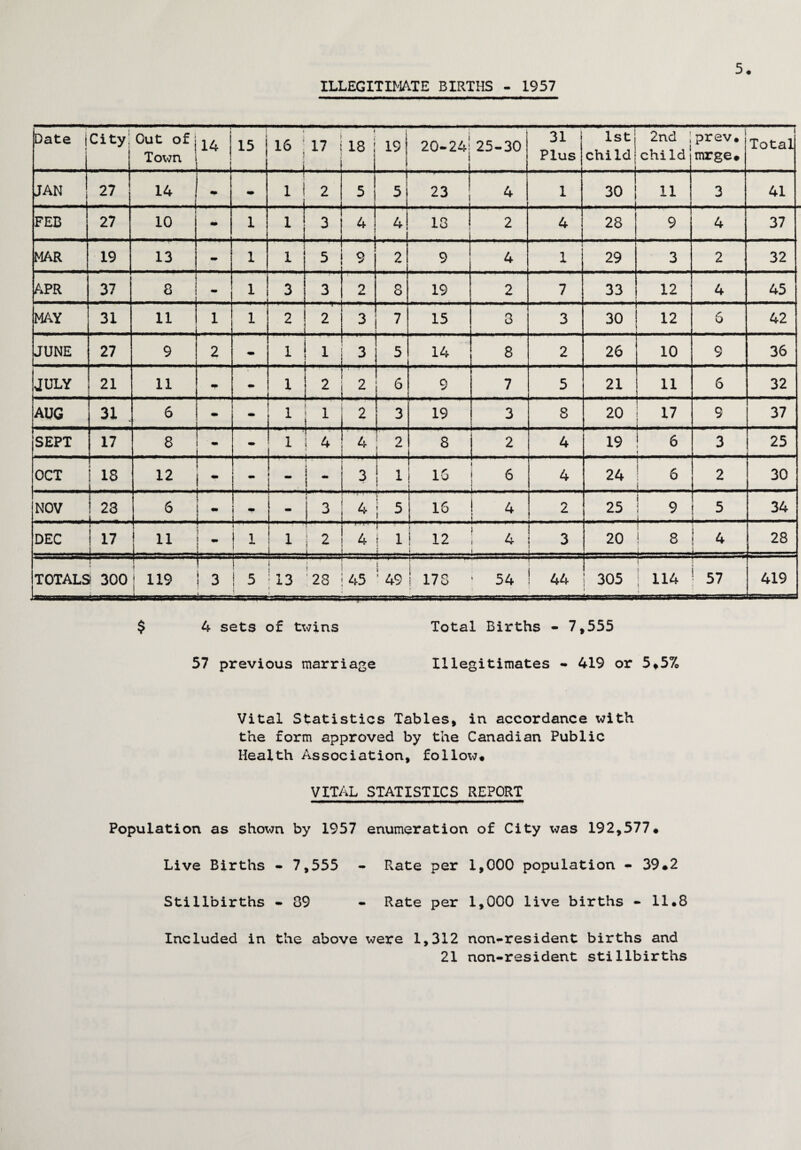 5.
ILLEGITIMATE BIRTHS - 1957
Date City Out of Town 14 15 16 17 18 19 20-24 25-30 31 Plus 1st child 2nd child prev. mrge. Total
JAN 27 14 - - 1 2 5 5 23 4 1 30 11 3 41
FEB 27 10 - 1 1 3 4 4 18 2 4 28 9 4 37
MAR 19 13 - 1 1 5 9 2 9 4 1 29 3 2 32
APR 37 8 - 1 3 3 2 8 19 2 7 33 12 4 45
MAY 31 11 1 1 2 2 3 7 15 8 3 30 12 6 42
JUNE 27 9 2 - 1 1 3 5 14 8 2 26 10 9 36
JULY 21 11 - - 1 2 2 6 9 7 5 21 11 6 32
AUG 31 6 - - 1 1 2 3 19 3 8 20 17 9 37
SEPT 17 8 - - 1 4 4 2 8 2 4 19 6 3 25
OCT 18 12 - - - - 3 1 16 6 4 24 6 2 30
NOV 28 6 - - - 3 4 5 16 4 2 25 9 5 34
DEC 17 11 - 1 1 2 4 1 12 4 3 20 8 4 28
TOTALS 300 119 3 5 13 28 45 49 178 54 44 305 114 57 419
$ 4 sets of twins Total Births - 7,555
57 previous marriage Illegitimates - 419 or 5.5%
Vital Statistics Tables, in accordance with
the form approved by the Canadian Public
Health Association, follow.
VITAL STATISTICS REPORT
Population as shown by 1957 enumeration of City was 192,577.
Live Births - 7,555 - Rate per 1,000 population - 39.2
Stillbirths - 89 - Rate per 1,000 live births - 11.8
Included in the above were 1,312 non-resident births and
21 non-resident stillbirths